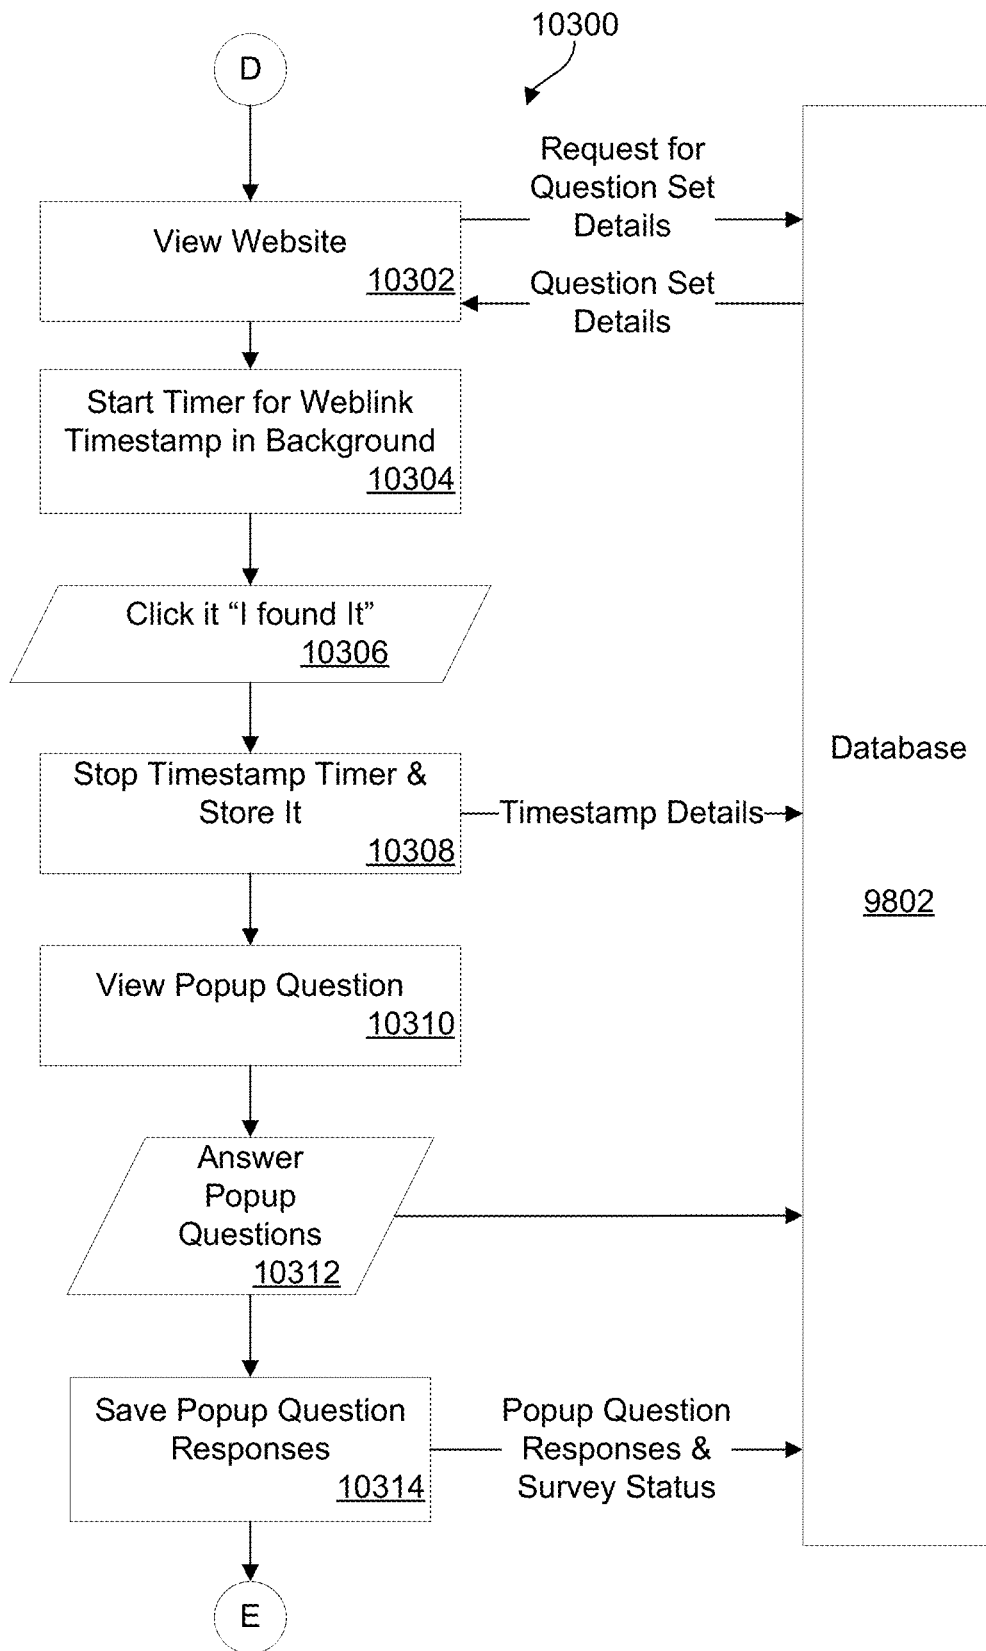 10300
D
Request for
Question Set
Details
View Website
10302
Question Set
Details
Start Timer for Weblink
Timestamp in Background
10304
Click it “I found It”
10306
Stop Timestamp Timer &
Store It
10308
Timestamp Details
Database
9802
View Popup Question
10310
Answer
Popup
Questions
10312
Save Popup Question
Responses
10314
Popup Question
Responses &
Survey Status
E